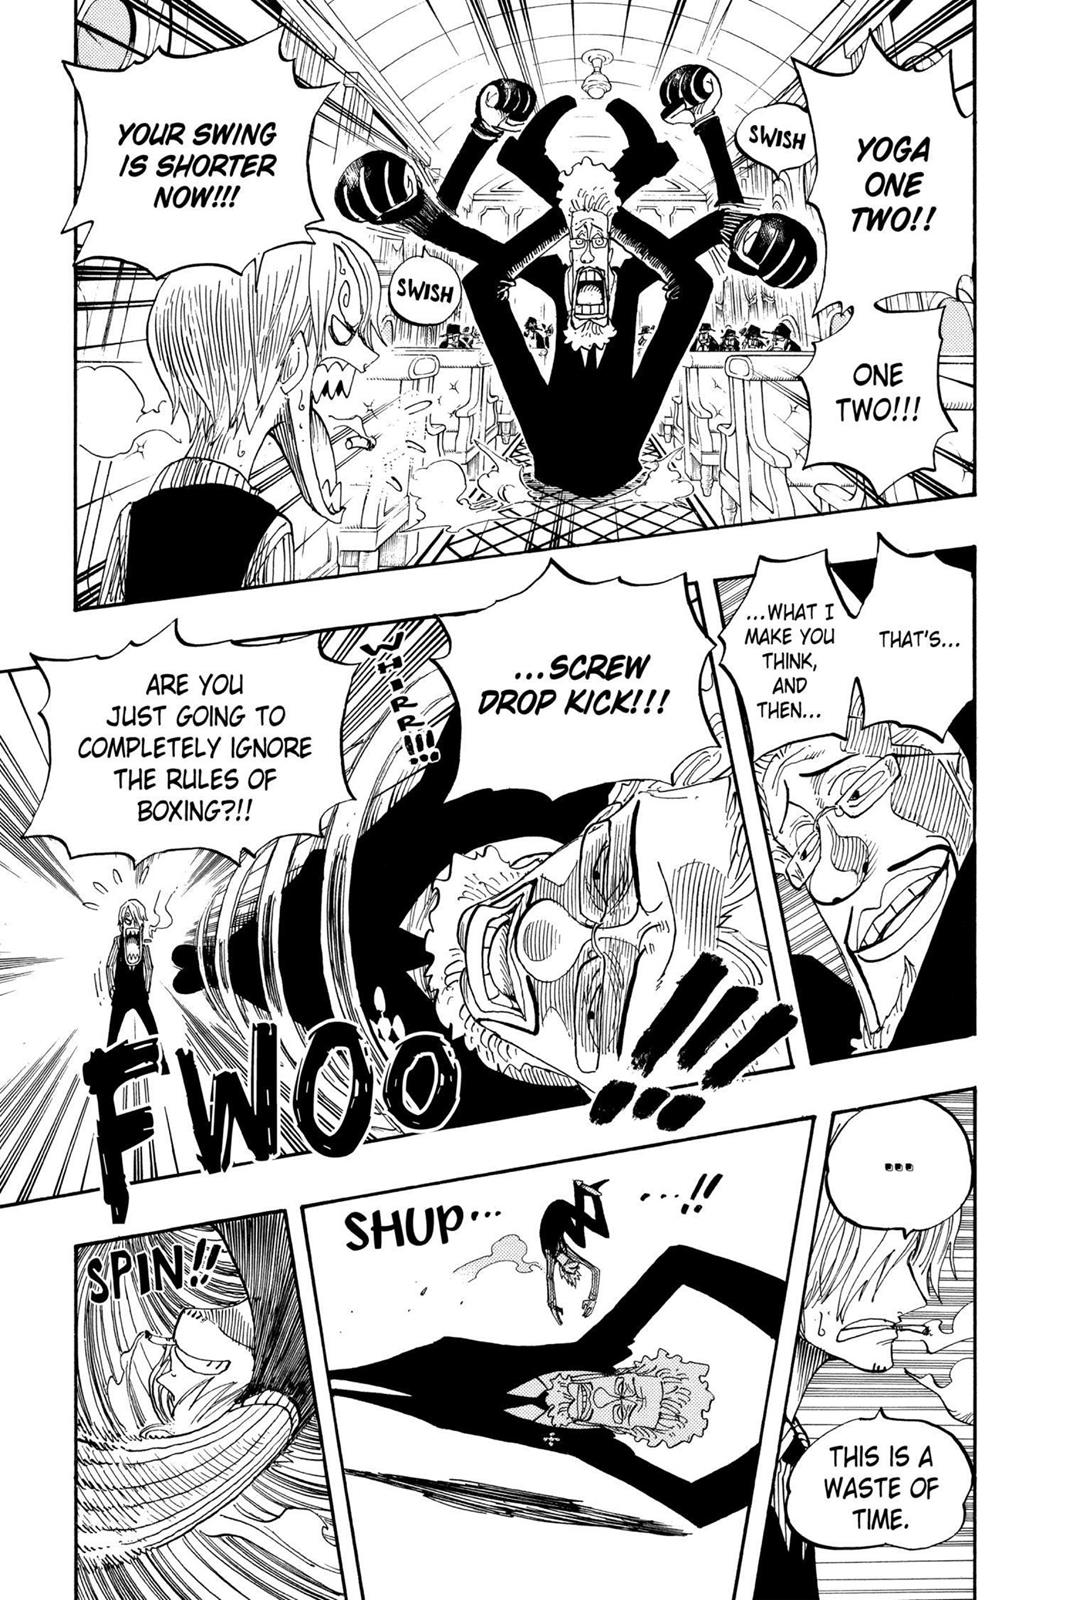 YOGA
ONE
TWO!!
SWISH
ONE
TWO!!!
SWISH
YOUR SWING
IS SHORTER
NOW!!!
THAT'S...
...WHAT I
MAKE YOU
THINK,
AND
THEN...
...SCREW
DROP KICK!!!
WHIRR!!!
ARE YOU
JUST GOING TO
COMPLETELY IGNORE
THE RULES OF
BOXING?!!
FWOO
!!!
...
THIS IS A
WASTE OF
TIME.
...!!
SHUP...
SPIN!!